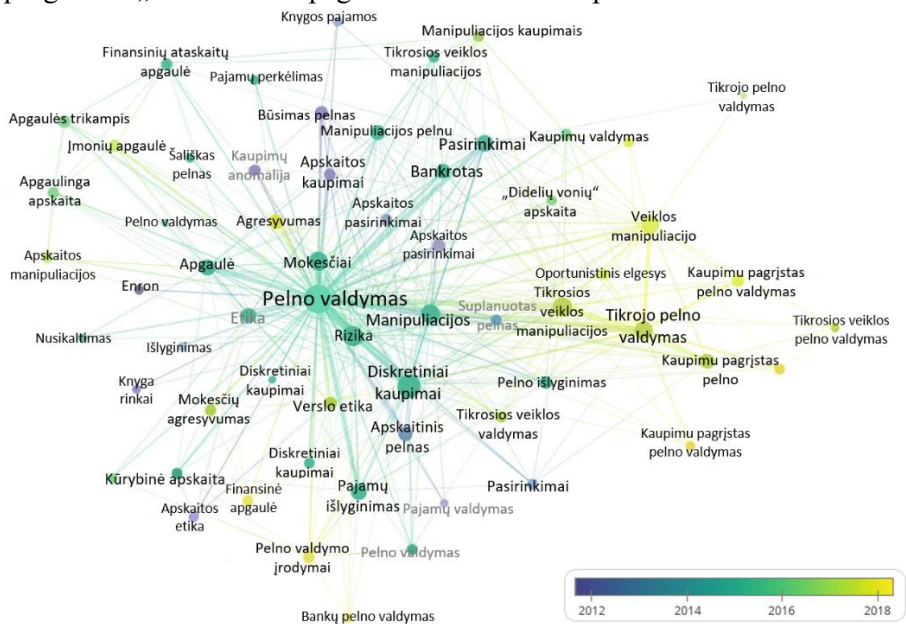 Knygos pajamos
Manipuliacijos kaupimais
Finansinių ataskaitų
apgaulė
Tikrosios veiklos
manipuliacijos
Pajamų perkėlimas
Tikrojo pelno
valdymas
Apgaulės trikampis
Būsimas pelnas
Manipuliacijos pelnu
Kaupimų valdymas
Įmonių apgaulė
Pasirinkimai
Šališkas
pelnas
Kaupimų
anomalija
Apskaitos
kaupimai
Bankrotas
Apgaulinga
apskaita
„Didelių vonių“
apskaita
Apskaitos
pasirinkimai
Pelno valdymas
Agresyvumas
Veiklos
manipuliacijo
Apskaitos
pasirinkimai
Apskaitos
manipuliacijos
Apgaulė
Mokesčiai
Oportunistinis elgesys
Kaupimu pagrįstas
pelno valdymas
Enron
Pelno valdymas
Suplanuotas
pelnas
Tikrosios
veiklos
manipuliacijos
Etika
Manipuliacijos
Tikrojo pelno
valdymas
Tikrosios veiklos
pelno valdymas
Nusikaltimas
Išlyginimas
Rizika
Kaupimu pagrįstas
pelno
Knyga
rinkai
Diskretiniai
kaupimai
Diskretiniai
kaupimai
Pelno išlyginimas
Mokesčių
agresyvumas
Verslo etika
Apskaitinis
pelnas
Tikrosios veiklos
valdymas
Kaupimu pagrįstas
pelno valdymas
Diskretiniai
kaupimai
Kūrybinė apskaita
Finansinė
apgaulė
Pajamų
išlyginimas
Pasirinkimai
Apskaitos
etika
Pajamų valdymas
Pelno valdymo
įrodymai
Pelno valdymas
Bankų pelno valdymas
2012 2014 2016 2018